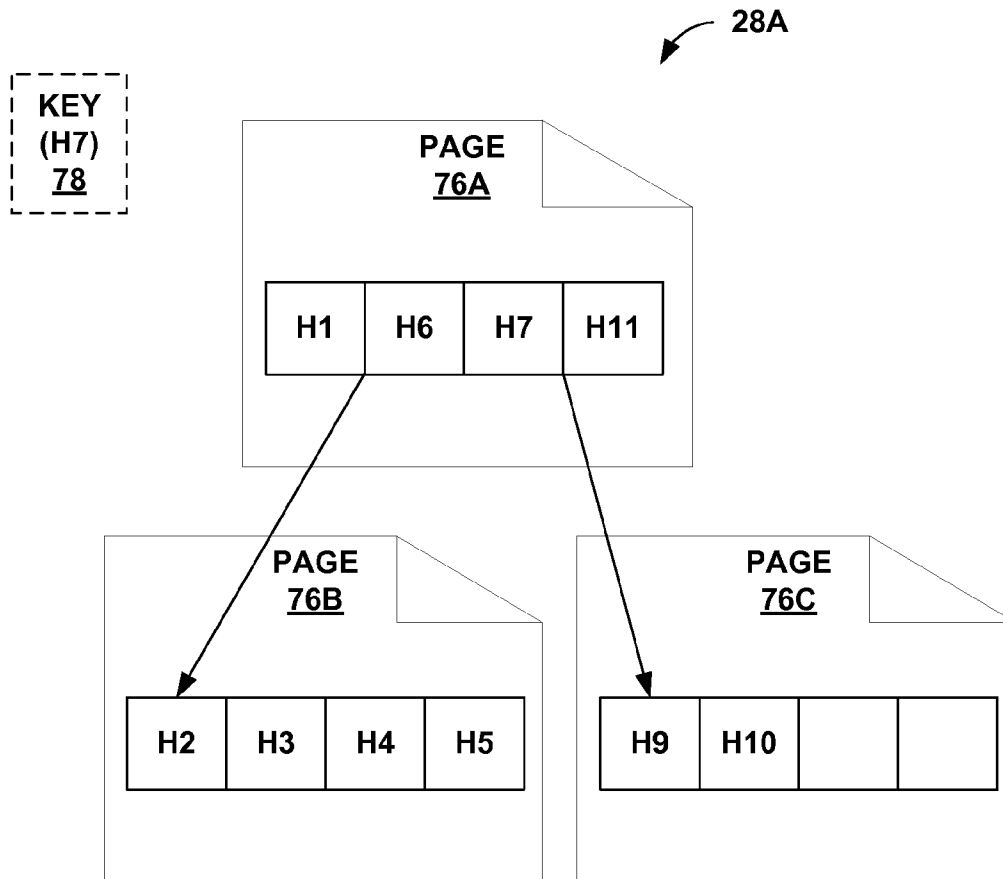 28A
KEY
(H7)
78
PAGE
76A
H1 H6 H7 H11
PAGE
76B
PAGE
76C
H2 H3 H4 H5
H9 H10